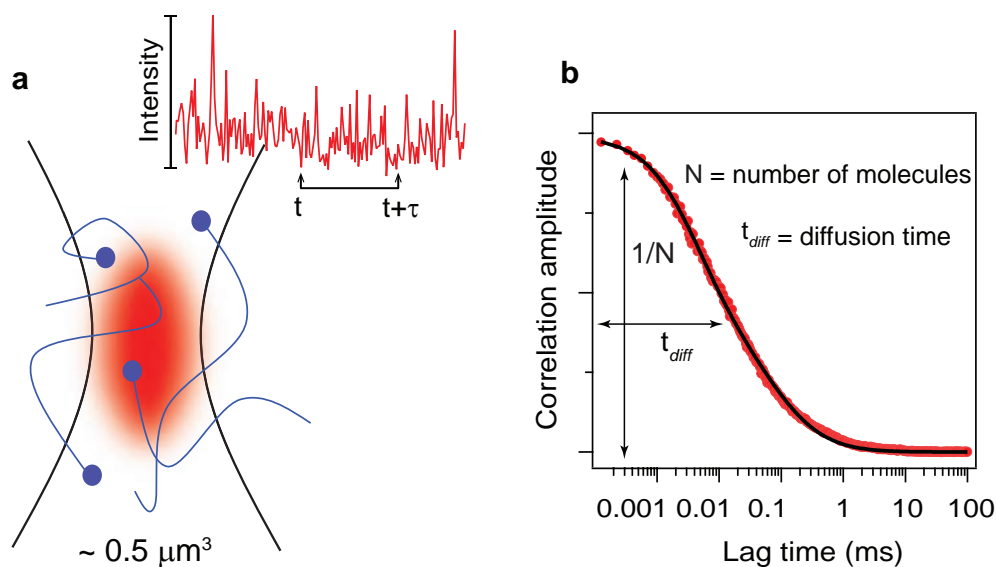 a
Intensity
t
t+τ
~ 0.5 μm³
b
Correlation amplitude
N = number of molecules
t_diff = diffusion time
1/N
t_diff
0.001 0.01 0.1 1 10 100
Lag time (ms)